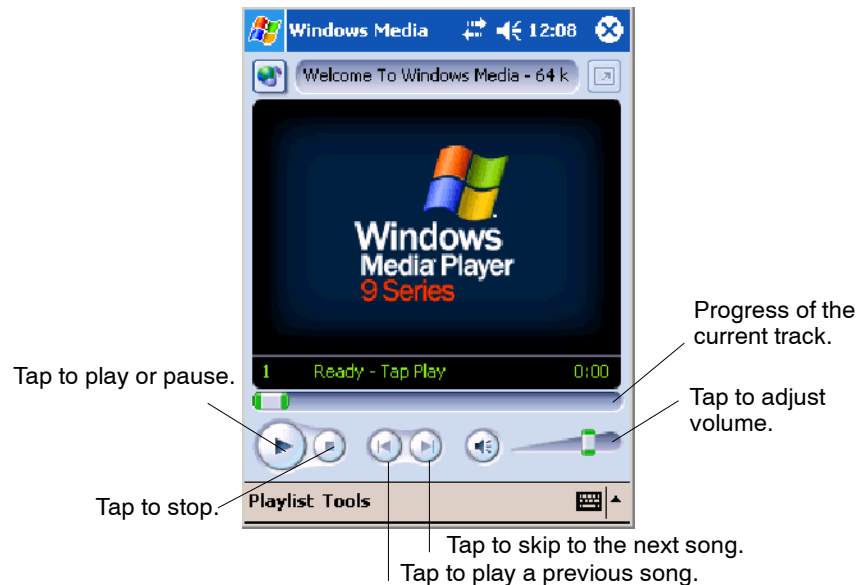 Windows Media 12:08
Welcome To Windows Media - 64 k
Windows
Media Player
9 Series
Progress of the
current track.
1 Ready - Tap Play 0:00
Tap to play or pause.
Tap to adjust
volume.
Tap to stop.
Playlist Tools
Tap to skip to the next song.
Tap to play a previous song.